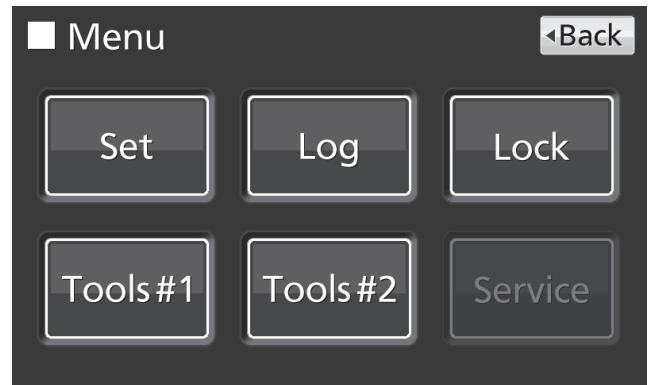 Menu
◂Back
Set
Log
Lock
Tools#1
Tools#2
Service